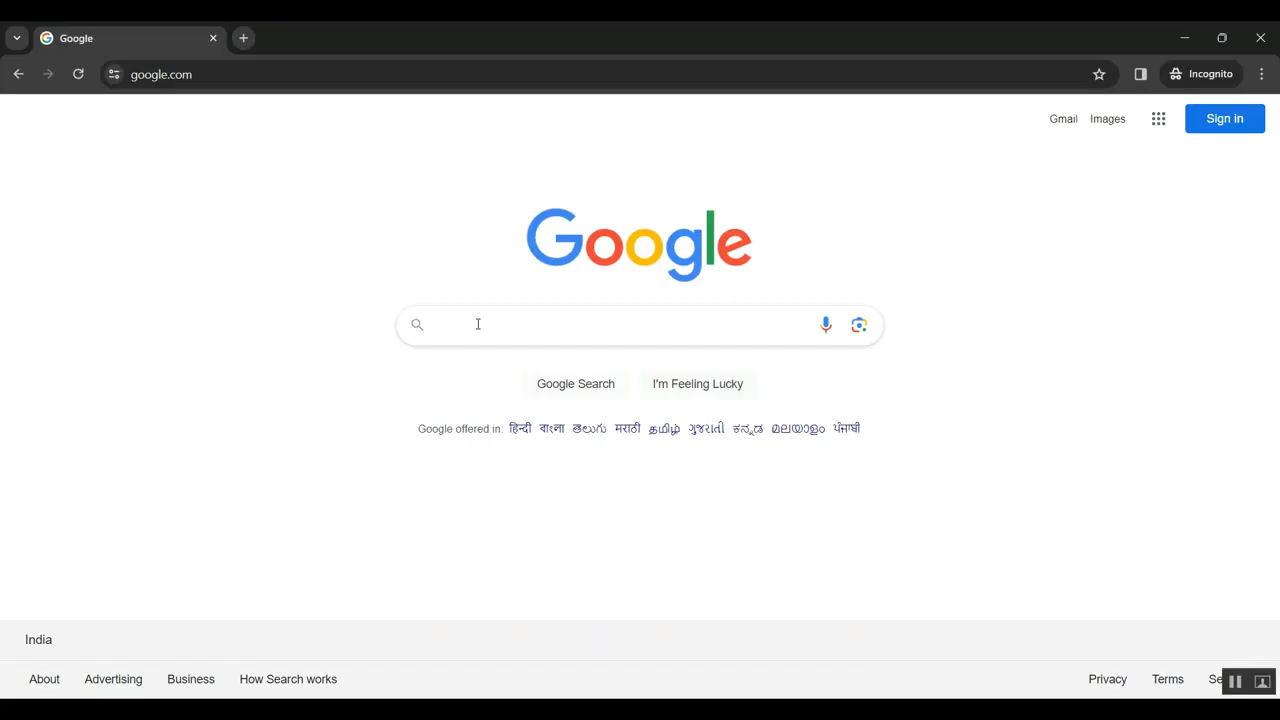 Google
google.com
Incognito
Gmail Images Sign in
Google
Google Search I'm Feeling Lucky
Google offered in: हिन्दी বাংলা తెలుగు मराठी தமிழ் ગુજરાતી ಕನ್ನಡ മലയാളം ਪੰਜਾਬੀ
India
About Advertising Business How Search works Privacy Terms Se